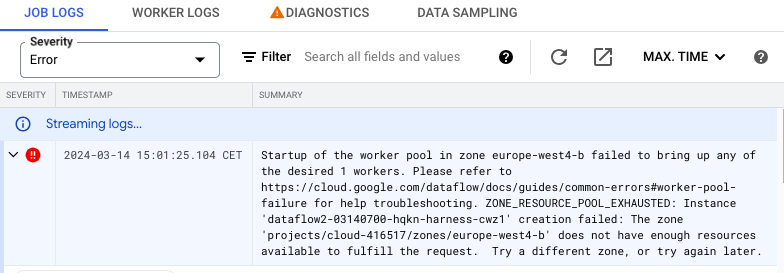 JOB LOGS WORKER LOGS DIAGNOSTICS DATA SAMPLING
Severity
Error
Filter Search all fields and values ? MAX. TIME ?
SEVERITY TIMESTAMP SUMMARY
Streaming logs...
!! 2024-03-14 15:01:25.104 CET Startup of the worker pool in zone europe-west4-b failed to bring up any of
the desired 1 workers. Please refer to
https://cloud.google.com/dataflow/docs/guides/common-errors#worker-pool-
failure for help troubleshooting. ZONE_RESOURCE_POOL_EXHAUSTED: Instance
'dataflow2-03140700-hqkn-harness-cwz1' creation failed: The zone
'projects/cloud-416517/zones/europe-west4-b' does not have enough resources
available to fulfill the request.  Try a different zone, or try again later.